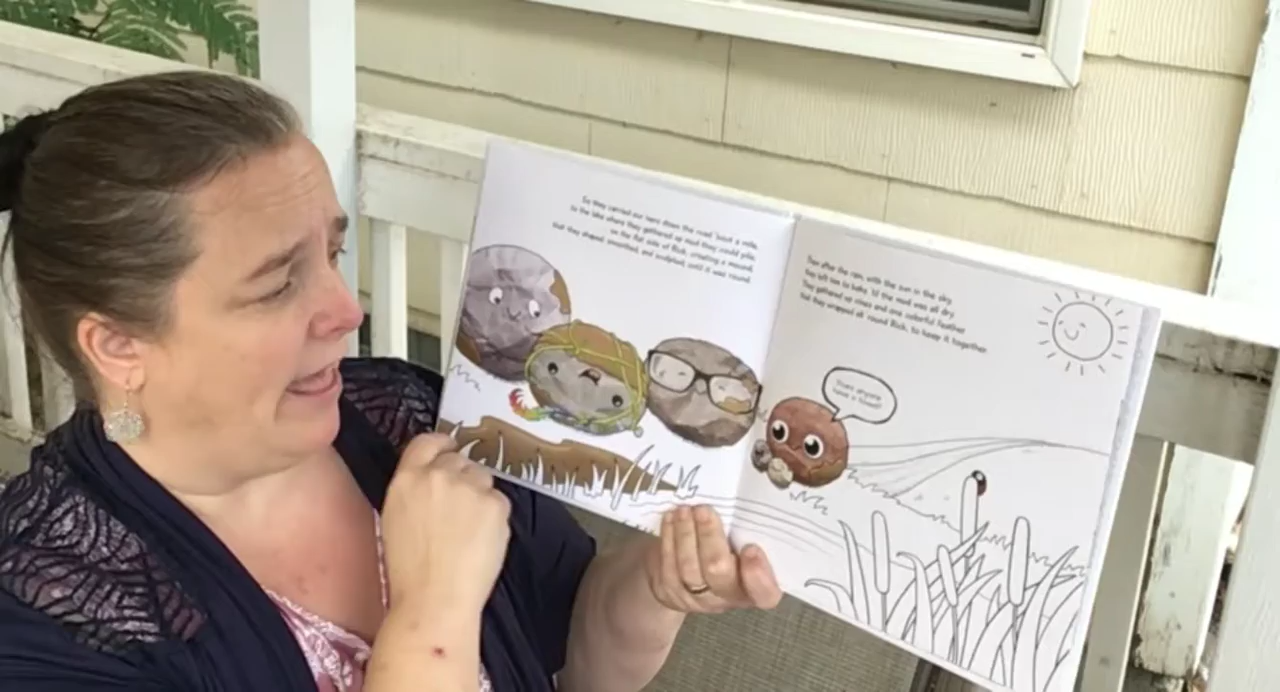 So they carried our hero down the road 'bout a mile,
to the lake where they gathered up mud they could pile,
on the flat side of Rick, creating a mound,
that they shaped, smoothed, and sculpted, until it was round.
Then after the rain, with the sun in the sky,
they left him to bake 'til the mud was all dry.
They gathered up vines and one colorful feather
that they wrapped all 'round Rick, to keep it together.
Does anyone
have a towel?